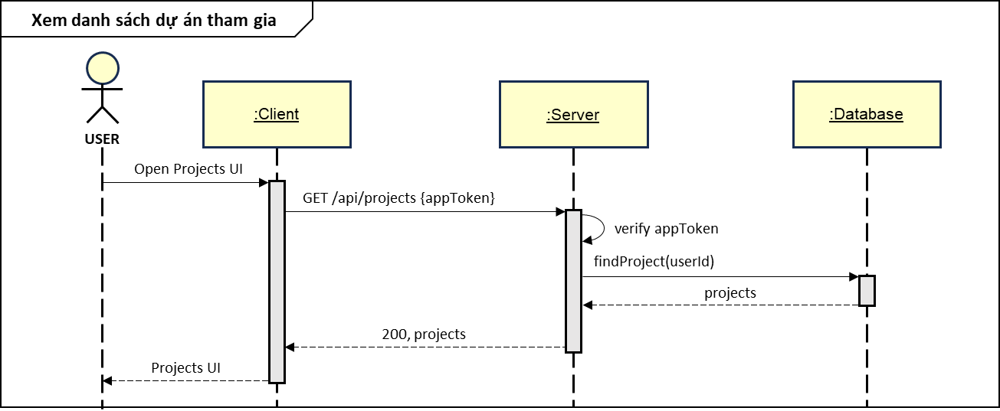 Xem danh sách dự án tham gia
USER
:Client
:Server
:Database
Open Projects UI
GET /api/projects {appToken}
verify appToken
findProject(userId)
projects
200, projects
Projects UI